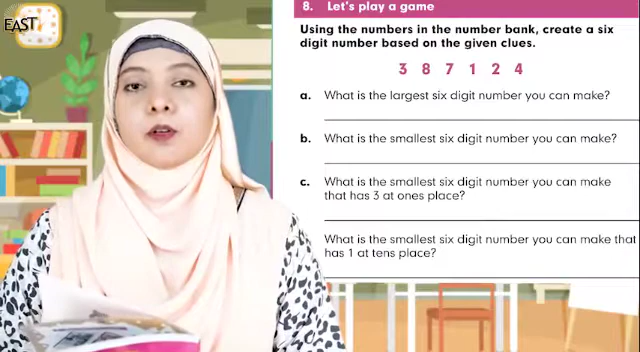 EAST
8. Let's play a game
Using the numbers in the number bank, create a six
digit number based on the given clues.
3 8 7 1 2 4
a. What is the largest six digit number you can make?
b. What is the smallest six digit number you can make?
c. What is the smallest six digit number you can make
that has 3 at ones place?
What is the smallest six digit number you can make that
has 1 at tens place?